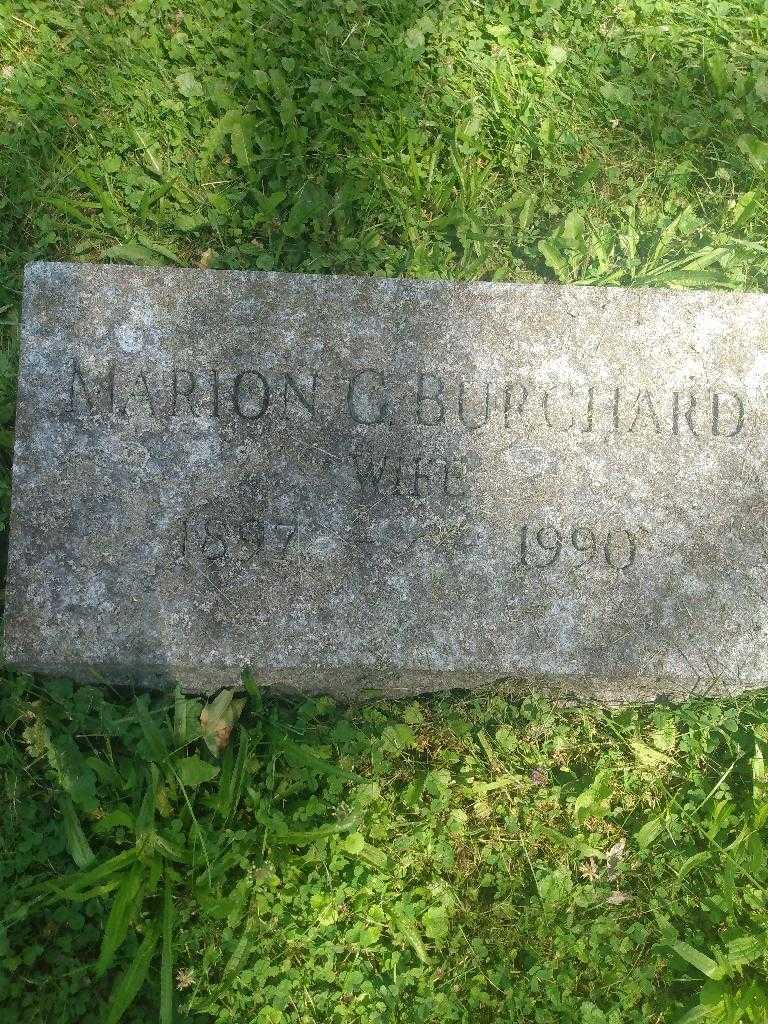 MARION G. BURCHARD
WIFE
1897 – 1990